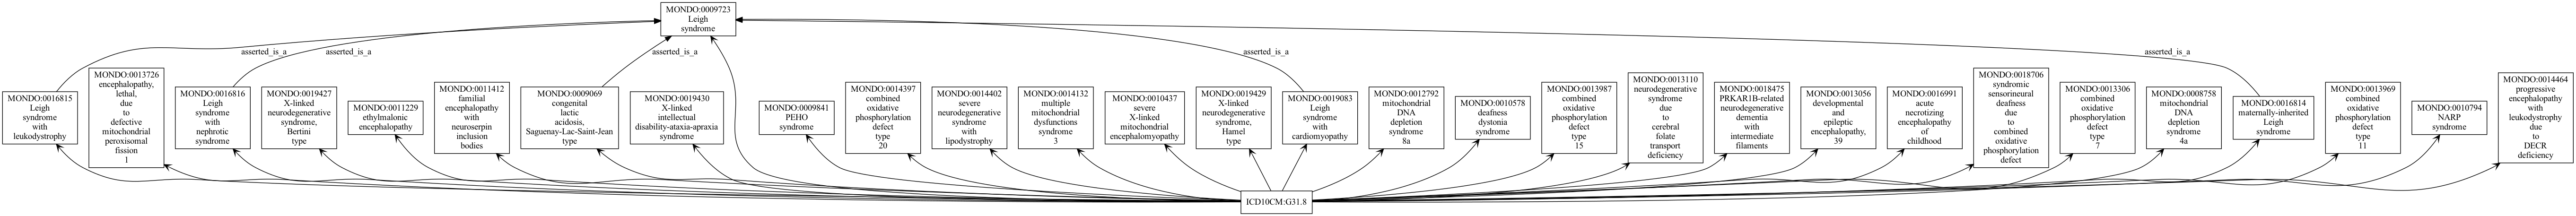 MONDO:0009723
Leigh
syndrome
asserted_is_a
asserted_is_a
asserted_is_a
asserted_is_a
asserted_is_a
MONDO:0016815
Leigh
syndrome
with
leukodystrophy
MONDO:0013726
encephalopathy,
lethal,
due
to
defective
mitochondrial
peroxisomal
fission
1
MONDO:0016816
Leigh
syndrome
with
nephrotic
syndrome
MONDO:0019427
X-linked
neurodegenerative
syndrome,
Bertini
type
MONDO:0011229
ethylmalonic
encephalopathy
MONDO:0011412
familial
encephalopathy
with
neuroserpin
inclusion
bodies
MONDO:0009069
congenital
lactic
acidosis,
Saguenay-Lac-Saint-Jean
type
MONDO:0019430
X-linked
intellectual
disability-ataxia-apraxia
syndrome
MONDO:0009841
PEHO
syndrome
MONDO:0014397
combined
oxidative
phosphorylation
defect
type
20
MONDO:0014402
severe
neurodegenerative
syndrome
with
lipodystrophy
MONDO:0014132
multiple
mitochondrial
dysfunctions
syndrome
3
MONDO:0010437
severe
X-linked
mitochondrial
encephalomyopathy
MONDO:0019429
X-linked
neurodegenerative
syndrome,
Hamel
type
MONDO:0019083
Leigh
syndrome
with
cardiomyopathy
MONDO:0012792
mitochondrial
DNA
depletion
syndrome
8a
MONDO:0010578
deafness
dystonia
syndrome
MONDO:0013987
combined
oxidative
phosphorylation
defect
type
15
MONDO:0013110
neurodegenerative
syndrome
due
to
cerebral
folate
transport
deficiency
MONDO:0018475
PRKAR1B-related
neurodegenerative
dementia
with
intermediate
filaments
MONDO:0013056
developmental
and
epileptic
encephalopathy,
39
MONDO:0016991
acute
necrotizing
encephalopathy
of
childhood
MONDO:0018706
syndromic
sensorineural
deafness
due
to
combined
oxidative
phosphorylation
defect
MONDO:0013306
combined
oxidative
phosphorylation
defect
type
7
MONDO:0008758
mitochondrial
DNA
depletion
syndrome
4a
MONDO:0016814
maternally-inherited
Leigh
syndrome
MONDO:0013969
combined
oxidative
phosphorylation
defect
type
11
MONDO:0010794
NARP
syndrome
MONDO:0014464
progressive
encephalopathy
with
leukodystrophy
due
to
DECR
deficiency
ICD10CM:G31.8